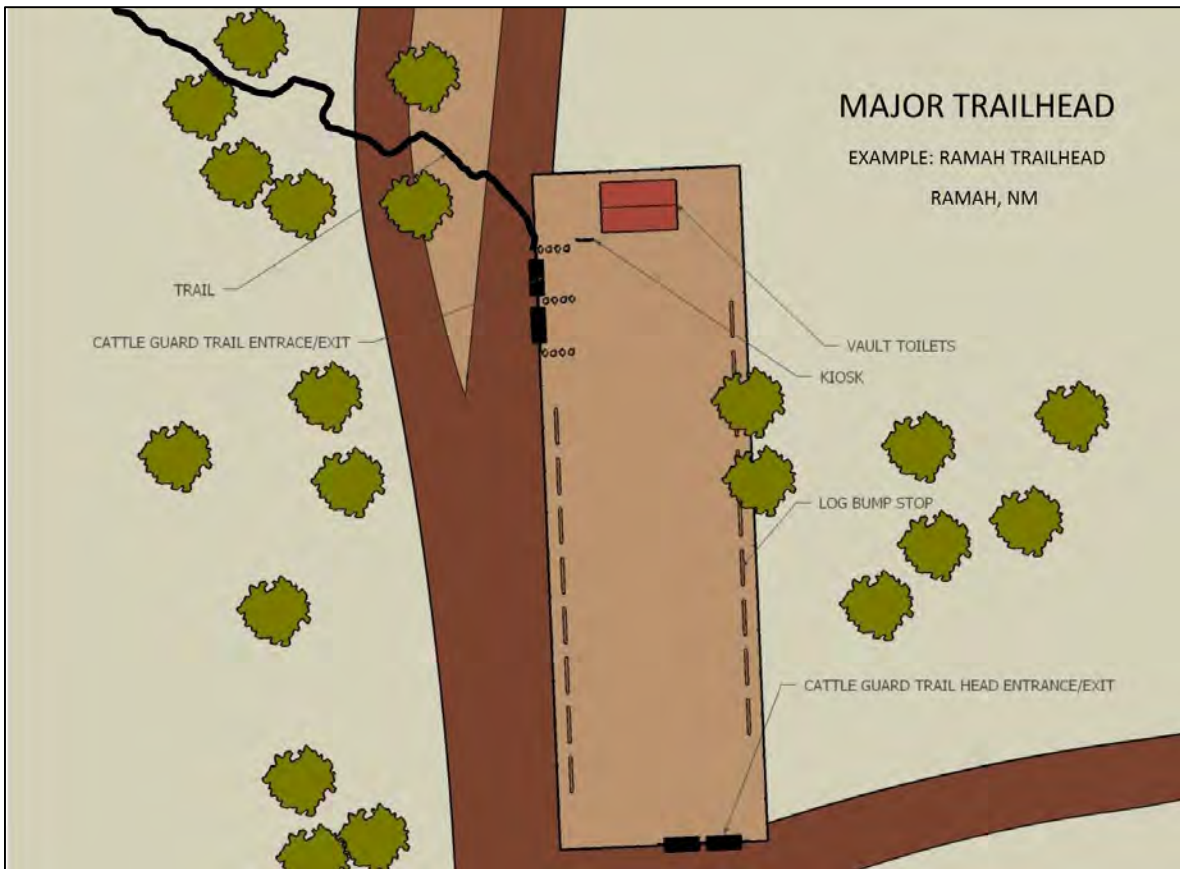 MAJOR TRAILHEAD
EXAMPLE: RAMAH TRAILHEAD
RAMAH, NM
TRAIL
CATTLE GUARD TRAIL ENTRACE/EXIT
VAULT TOILETS
KIOSK
LOG BUMP STOP
CATTLE GUARD TRAIL HEAD ENTRANCE/EXIT